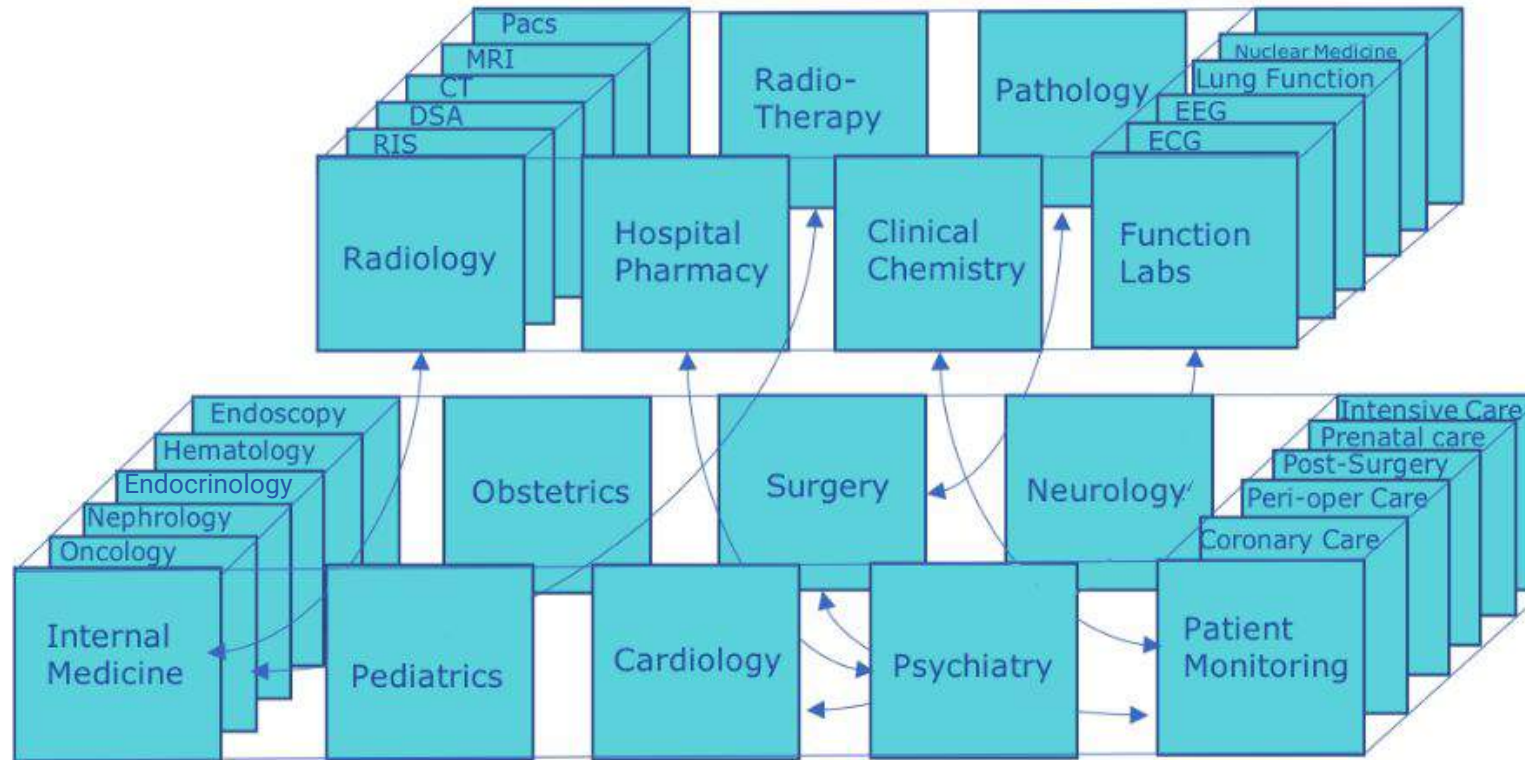 Pacs
MRI
CT
DSA
RIS
Radiology
Hospital
Pharmacy
Radio-
Therapy
Clinical
Chemistry
Pathology
Nuclear Medicine
Lung Function
EEG
ECG
Function
Labs
Endoscopy
Hematology
Endocrinology
Nephrology
Oncology
Internal
Medicine
Pediatrics
Obstetrics
Cardiology
Surgery
Psychiatry
Neurology
Intensive Care
Prenatal care
Post-Surgery
Peri-oper Care
Coronary Care
Patient
Monitoring